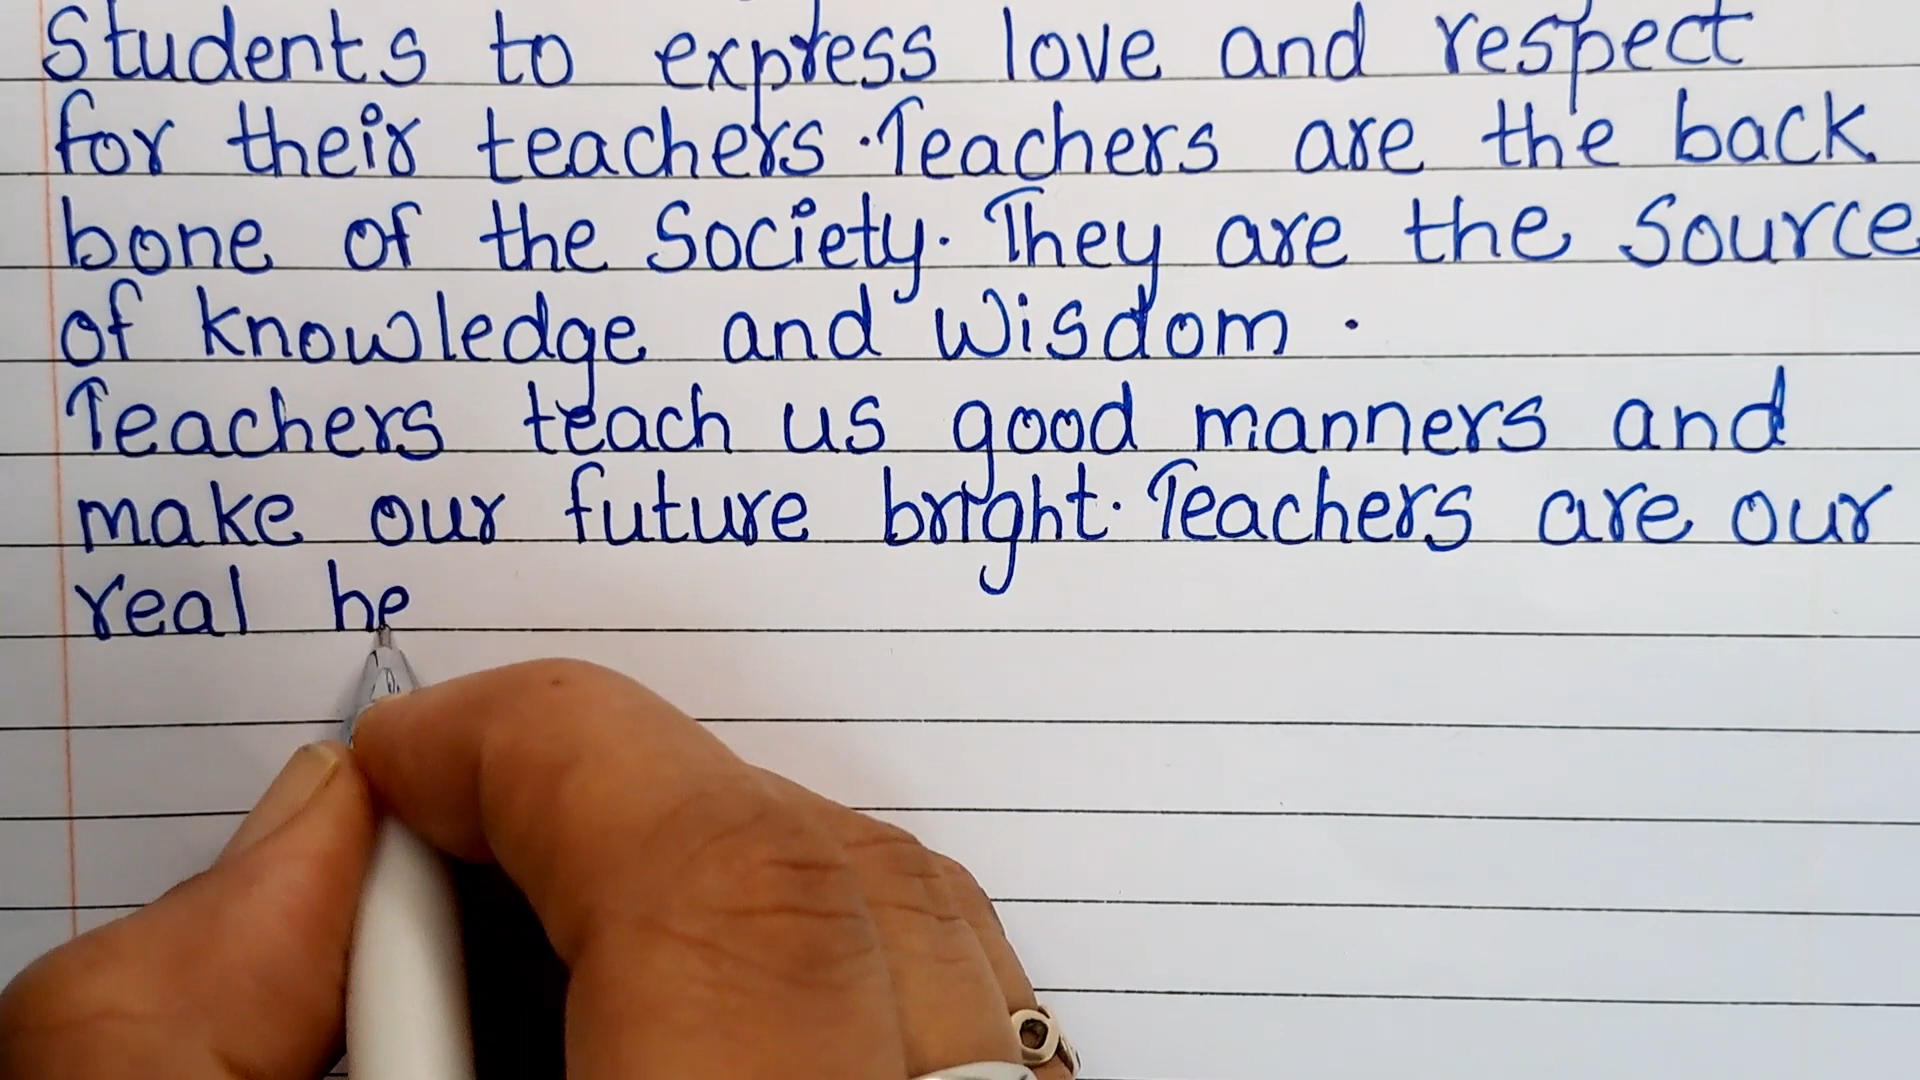 Students to express love and respect
for their teachers. Teachers are the back
bone of the Society. They are the Source
of knowledge and Wisdom.
Teachers teach us good manners and
make our future bright. Teachers are our
real he